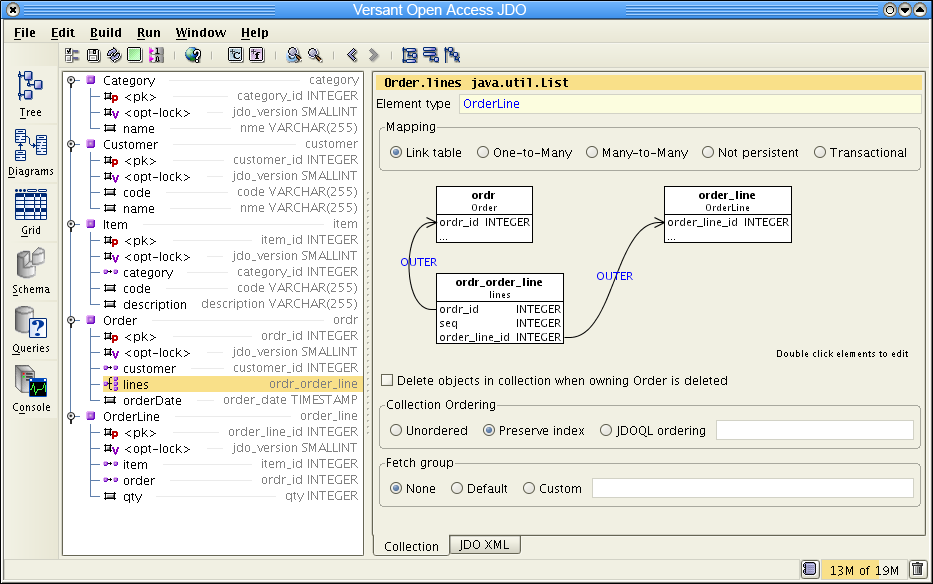 Versant Open Access JDO
File Edit Build Run Window Help
Tree
Diagrams
Grid
Schema
Queries
Console
Category category
<pk> category_id INTEGER
<opt-lock> jdo_version SMALLINT
name nme VARCHAR(255)
Customer customer
<pk> customer_id INTEGER
<opt-lock> jdo_version SMALLINT
code code VARCHAR(255)
name nme VARCHAR(255)
Item item
<pk> item_id INTEGER
<opt-lock> jdo_version SMALLINT
category category_id INTEGER
code code VARCHAR(255)
description description VARCHAR(255)
Order ordr
<pk> ordr_id INTEGER
<opt-lock> jdo_version SMALLINT
customer customer_id INTEGER
lines ordr_order_line
orderDate order_date TIMESTAMP
OrderLine order_line
<pk> order_line_id INTEGER
<opt-lock> jdo_version SMALLINT
item item_id INTEGER
order ordr_id INTEGER
qty qty INTEGER
Order.lines java.util.List
Element type OrderLine
Mapping
Link table One-to-Many Many-to-Many Not persistent Transactional
ordr
Order
ordr_id INTEGER
...
order_line
OrderLine
order_line_id INTEGER
...
OUTER
OUTER
ordr_order_line
lines
ordr_id INTEGER
seq INTEGER
order_line_id INTEGER
Double click elements to edit
Delete objects in collection when owning Order is deleted
Collection Ordering
Unordered Preserve index JDOQL ordering
Fetch group
None Default Custom
Collection JDO XML
13M of 19M